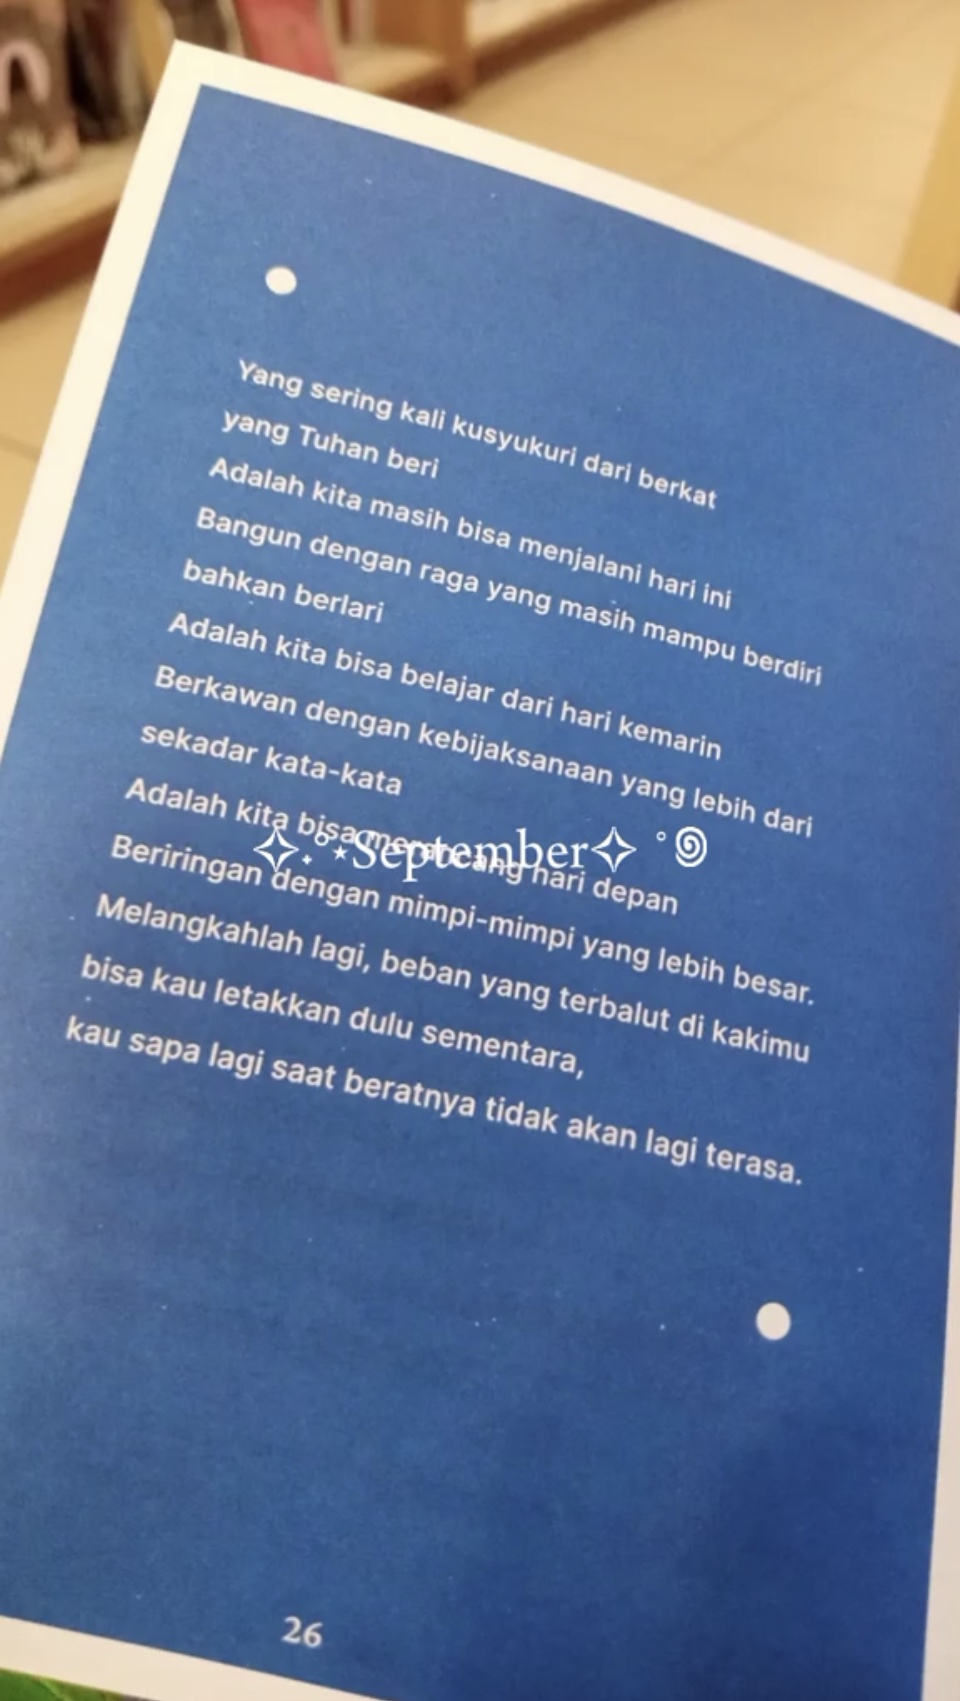 Yang sering kali kusyukuri dari berkat
yang Tuhan beri
Adalah kita masih bisa menjalani hari ini
Bangun dengan raga yang masih mampu berdiri
bahkan berlari
Adalah kita bisa belajar dari hari kemarin
Berkawan dengan kebijaksanaan yang lebih dari
sekadar kata-kata
Adalah kita bisa merancang hari depan
✧˖°⋆September✧ ˚꩜
Beriringan dengan mimpi-mimpi yang lebih besar.
Melangkahlah lagi, beban yang terbalut di kakimu
bisa kau letakkan dulu sementara,
kau sapa lagi saat beratnya tidak akan lagi terasa.
26